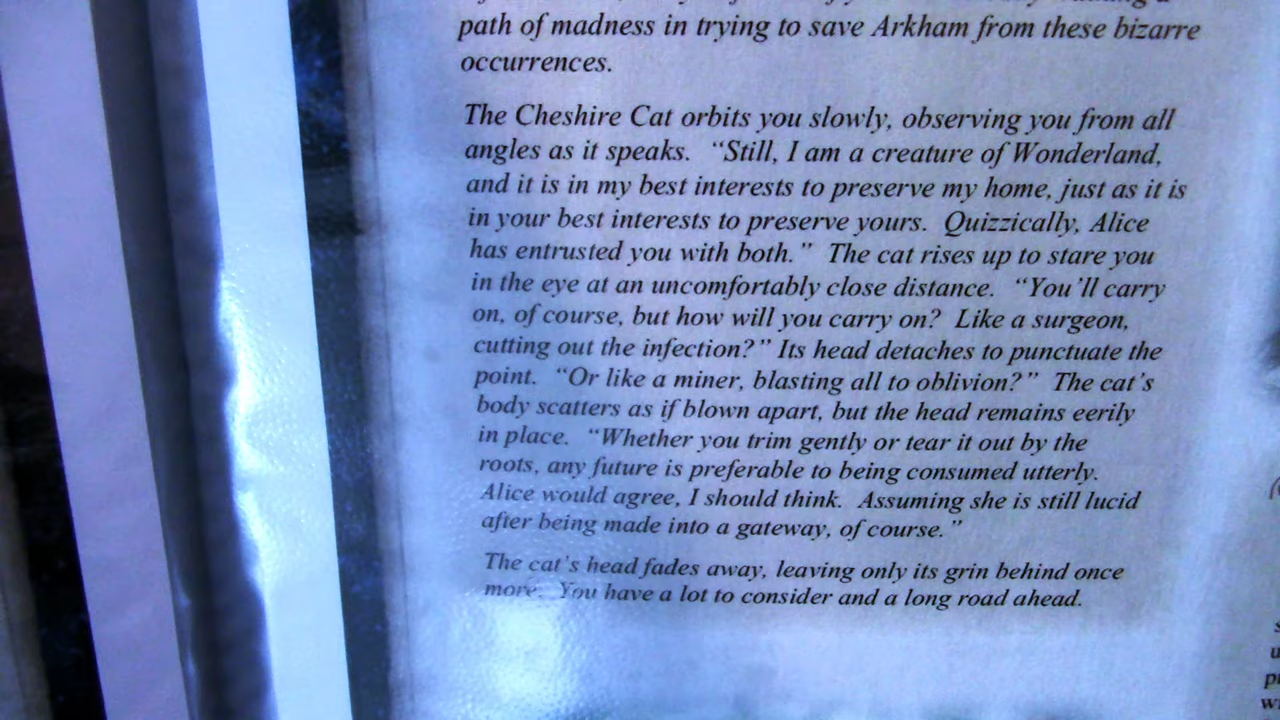 path of madness in trying to save Arkham from these bizarre
occurrences.
The Cheshire Cat orbits you slowly, observing you from all
angles as it speaks. “Still, I am a creature of Wonderland,
and it is in my best interests to preserve my home, just as it is
in your best interests to preserve yours. Quizzically, Alice
has entrusted you with both.” The cat rises up to stare you
in the eye at an uncomfortably close distance. “You’ll carry
on, of course, but how will you carry on? Like a surgeon,
cutting out the infection?” Its head detaches to punctuate the
point. “Or like a miner, blasting all to oblivion?” The cat’s
body scatters as if blown apart, but the head remains eerily
in place. “Whether you trim gently or tear it out by the
roots, any future is preferable to being consumed utterly.
Alice would agree, I should think. Assuming she is still lucid
after being made into a gateway, of course.”
The cat’s head fades away, leaving only its grin behind once
more. You have a lot to consider and a long road ahead.